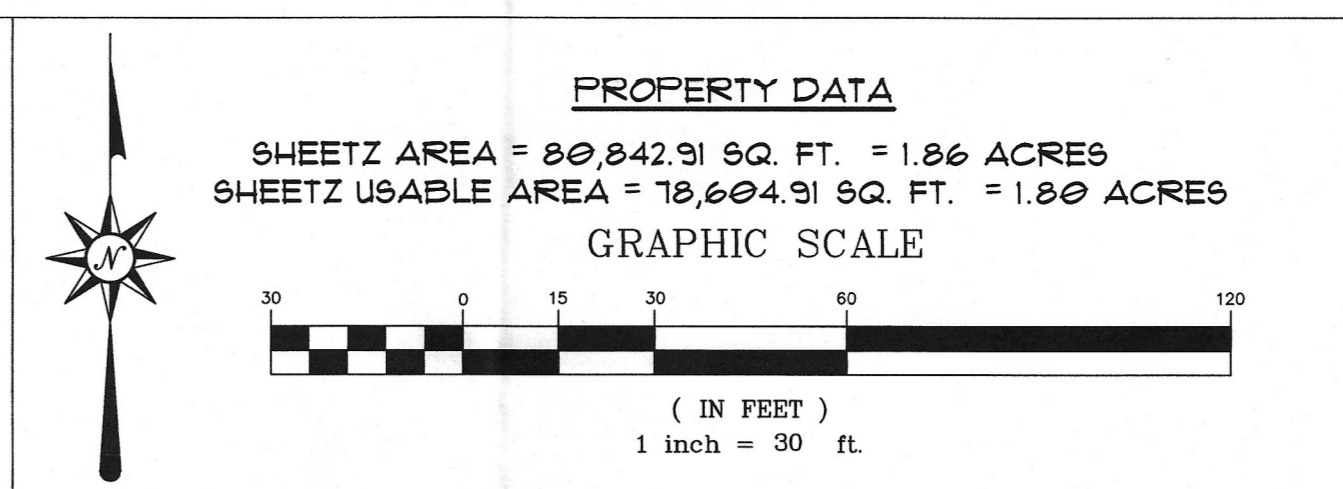 PROPERTY DATA
SHEETZ AREA = 80,842.91 SQ. FT. = 1.86 ACRES
SHEETZ USABLE AREA = 78,604.91 SQ. FT. = 1.80 ACRES
N
GRAPHIC SCALE
30 0 15 30 60 120
( IN FEET )
1 inch = 30 ft.